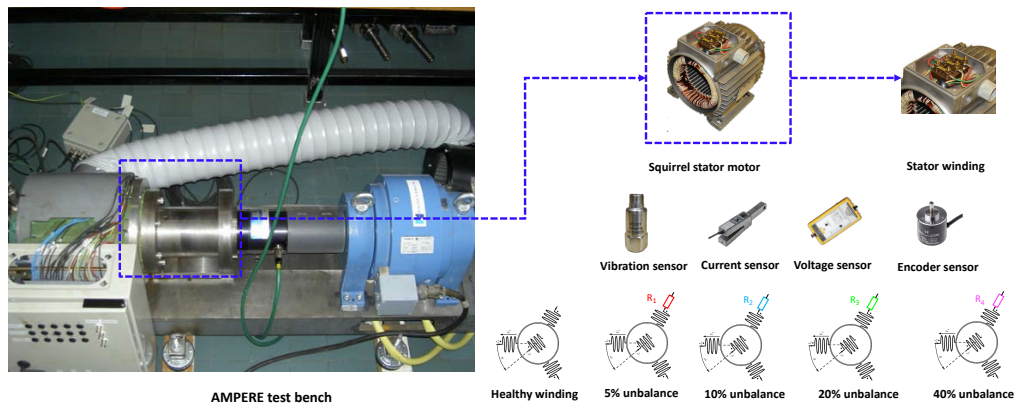 Squirrel stator motor
Stator winding
Vibration sensor
Current sensor
Voltage sensor
Encoder sensor
R1
R2
R3
R4
Healthy winding
5% unbalance
10% unbalance
20% unbalance
40% unbalance
AMPERE test bench